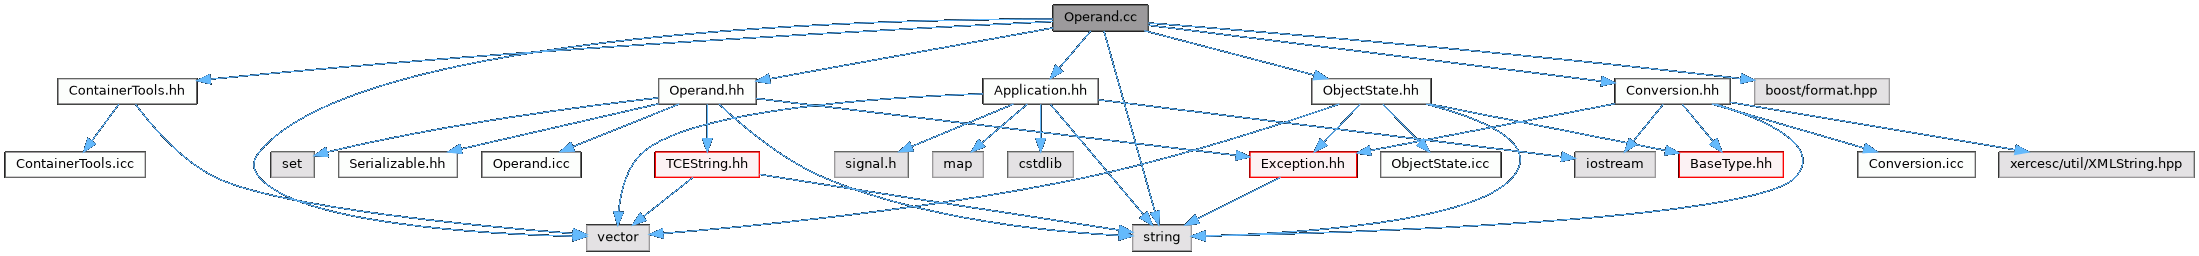 Operand.cc
ContainerTools.hh
Operand.hh
Application.hh
ObjectState.hh
Conversion.hh
boost/format.hpp
ContainerTools.icc
set
Serializable.hh
Operand.icc
TCEString.hh
signal.h
map
cstdlib
Exception.hh
ObjectState.icc
iostream
BaseType.hh
Conversion.icc
xercesc/util/XMLString.hpp
vector
string